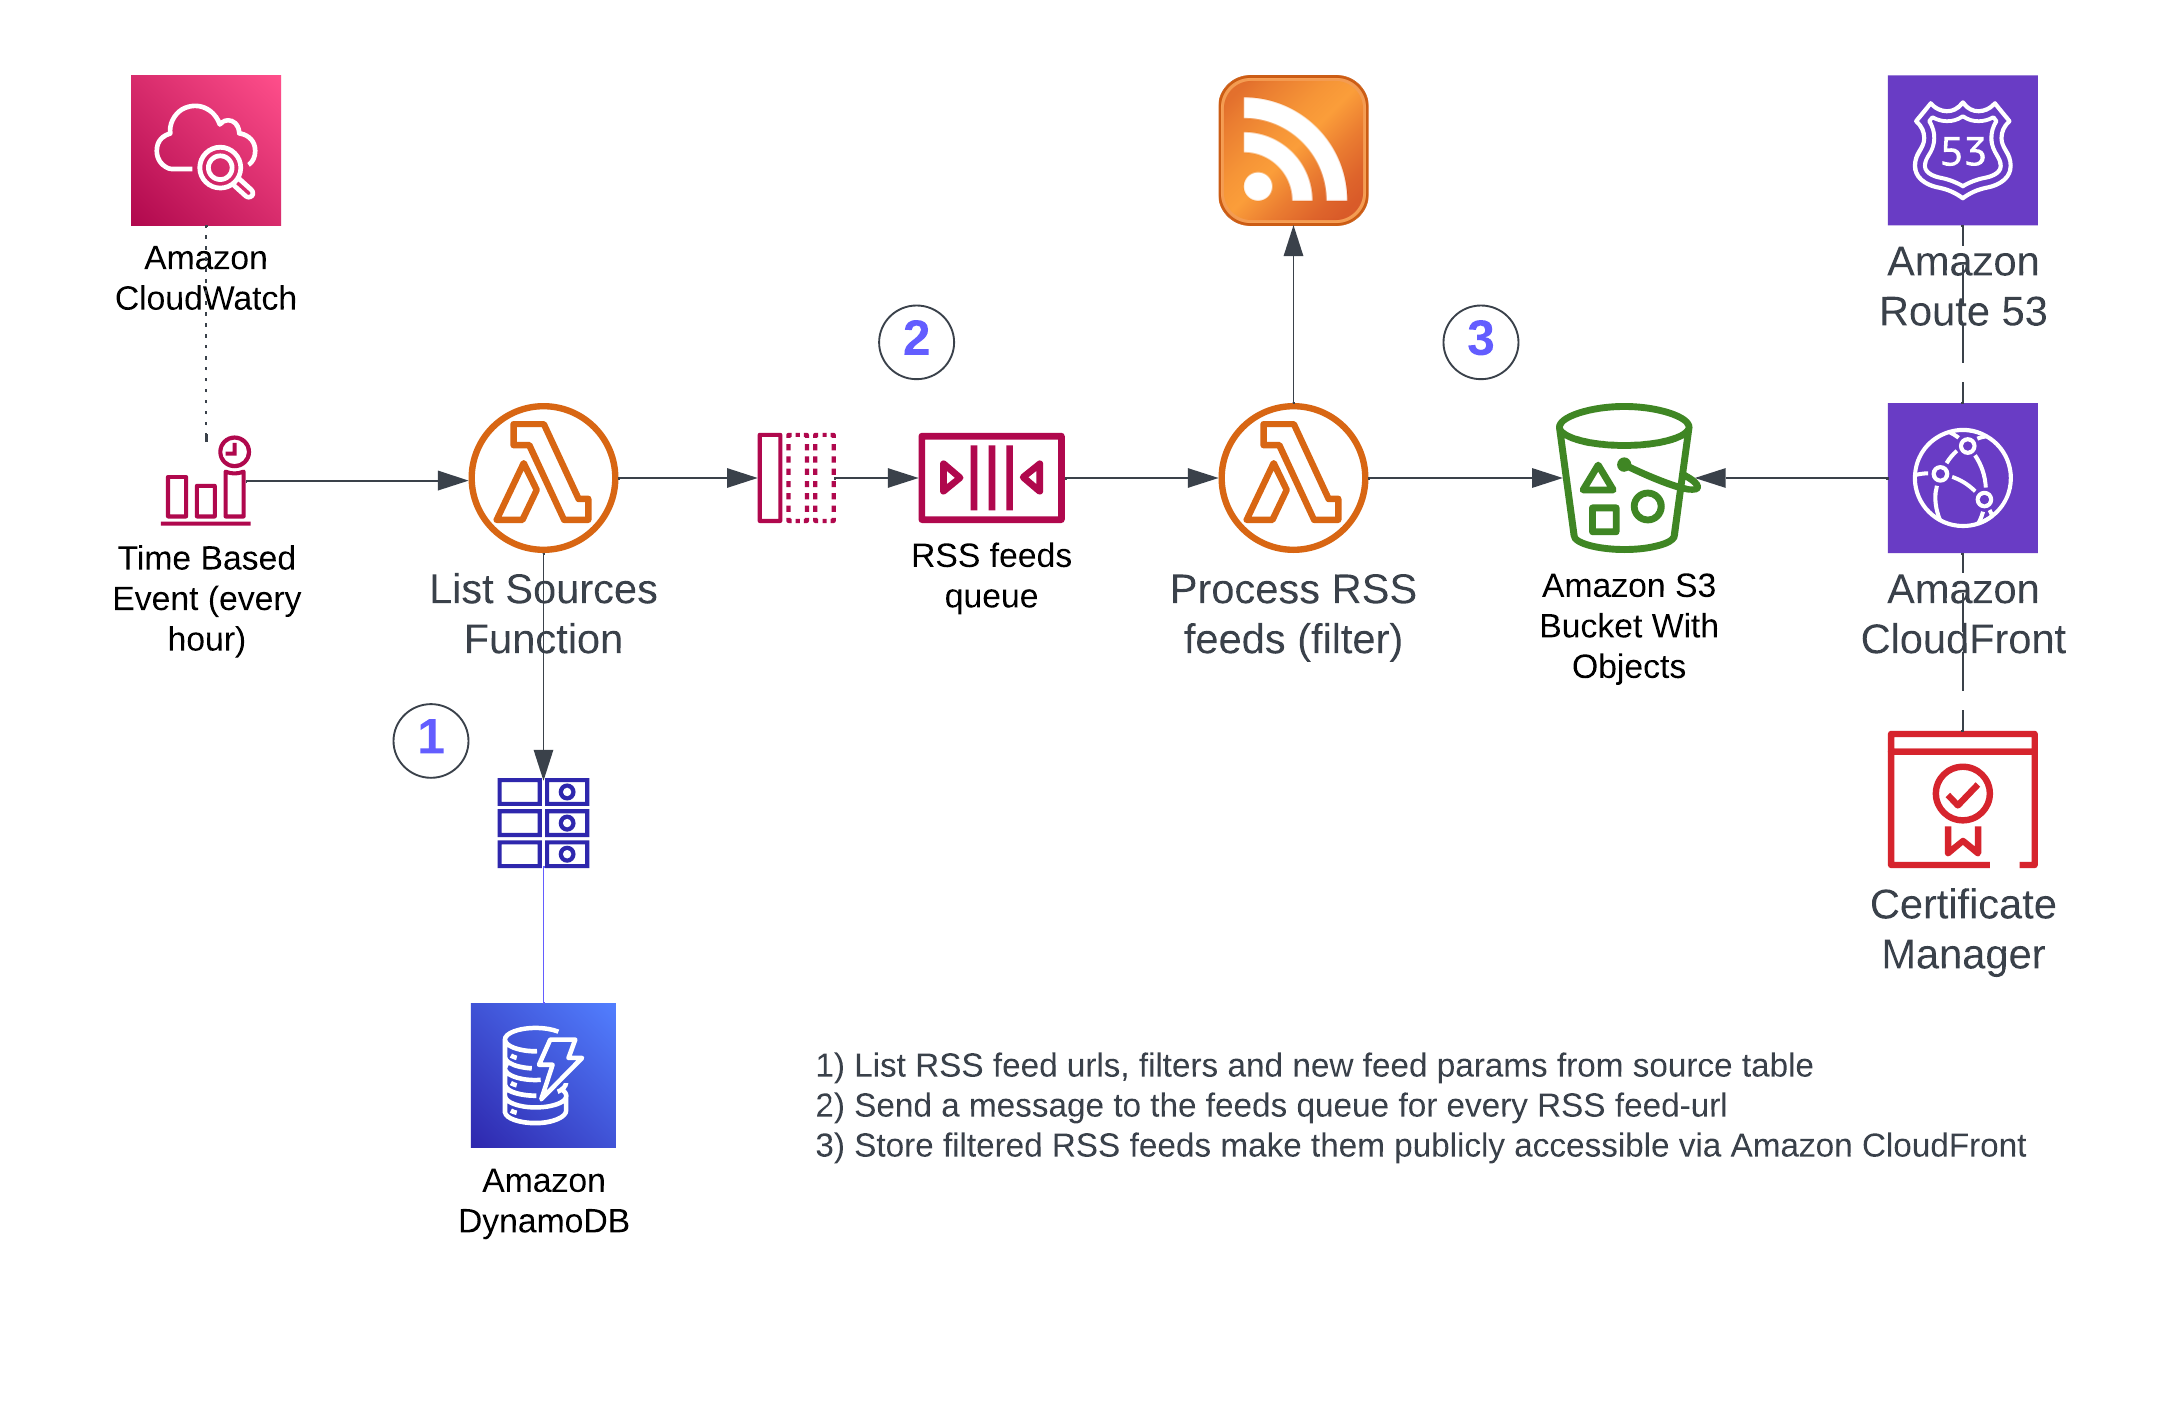 Amazon
CloudWatch
53
Amazon
Route 53
2
3
Time Based
Event (every
hour)
List Sources
Function
RSS feeds
queue
Process RSS
feeds (filter)
Amazon S3
Bucket With
Objects
Amazon
CloudFront
1
Certificate
Manager
Amazon
DynamoDB
1) List RSS feed urls, filters and new feed params from source table
2) Send a message to the feeds queue for every RSS feed-url
3) Store filtered RSS feeds make them publicly accessible via Amazon CloudFront